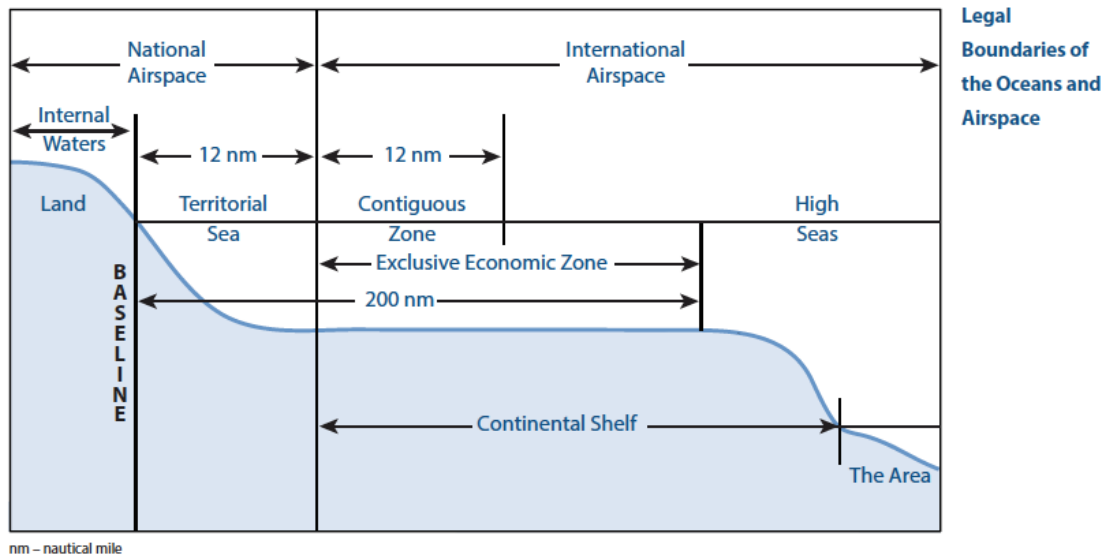 Legal
Boundaries of
the Oceans and
Airspace
National
Airspace
International
Airspace
Internal
Waters
12 nm
12 nm
Land
Territorial
Sea
Contiguous
Zone
High
Seas
Exclusive Economic Zone
200 nm
BASELINE
Continental Shelf
The Area
nm – nautical mile